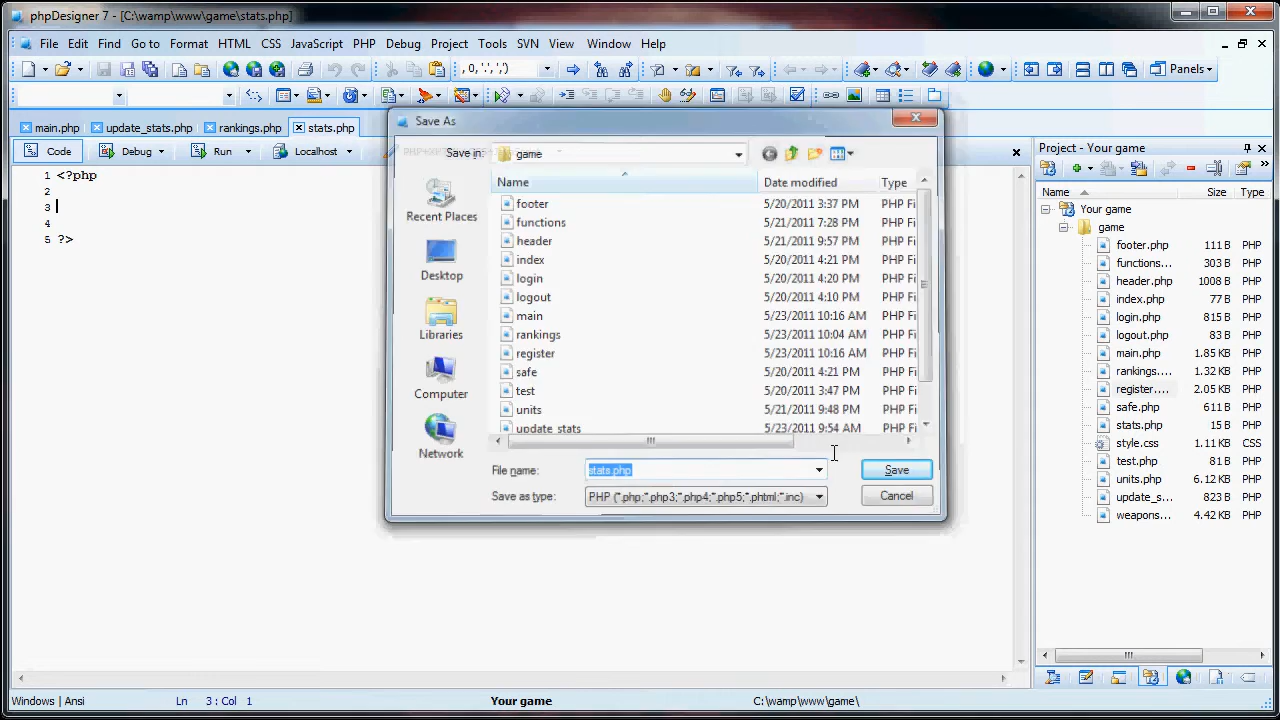 phpDesigner 7 - [C:\wamp\www\game\stats.php]
File Edit Find Go to Format HTML CSS JavaScript PHP Debug Project Tools SVN View Window Help
, 0,'.','.') Panels
main.php update_stats.php rankings.php stats.php
Code Debug Run Localhost
1 <?php
2
3
4
5 ?>
Save As
Save in: game
Recent Places
Desktop
Libraries
Computer
Network
Name Date modified Type
footer 5/20/2011 3:37 PM PHP Fi
functions 5/21/2011 7:28 PM PHP Fi
header 5/21/2011 9:57 PM PHP Fi
index 5/20/2011 4:21 PM PHP Fi
login 5/20/2011 4:20 PM PHP Fi
logout 5/20/2011 4:10 PM PHP Fi
main 5/23/2011 10:16 AM PHP Fi
rankings 5/23/2011 10:04 AM PHP Fi
register 5/23/2011 10:16 AM PHP Fi
safe 5/20/2011 4:21 PM PHP Fi
test 5/20/2011 3:47 PM PHP Fi
units 5/21/2011 9:48 PM PHP Fi
update_stats 5/23/2011 9:54 AM PHP Fi
File name: stats.php Save
Save as type: PHP (*.php;*.php3;*.php4;*.php5;*.phtml;*.inc) Cancel
Project - Your game
Name Size Type
Your game
game
footer.php 111 B PHP
functions... 303 B PHP
header.php 1008 B PHP
index.php 77 B PHP
login.php 815 B PHP
logout.php 83 B PHP
main.php 1.85 KB PHP
rankings.... 1.32 KB PHP
register.... 2.05 KB PHP
safe.php 611 B PHP
stats.php 15 B PHP
style.css 1.11 KB CSS
test.php 81 B PHP
units.php 6.12 KB PHP
update_s... 823 B PHP
weapons... 4.42 KB PHP
Windows | Ansi Ln 3 : Col 1 Your game C:\wamp\www\game\